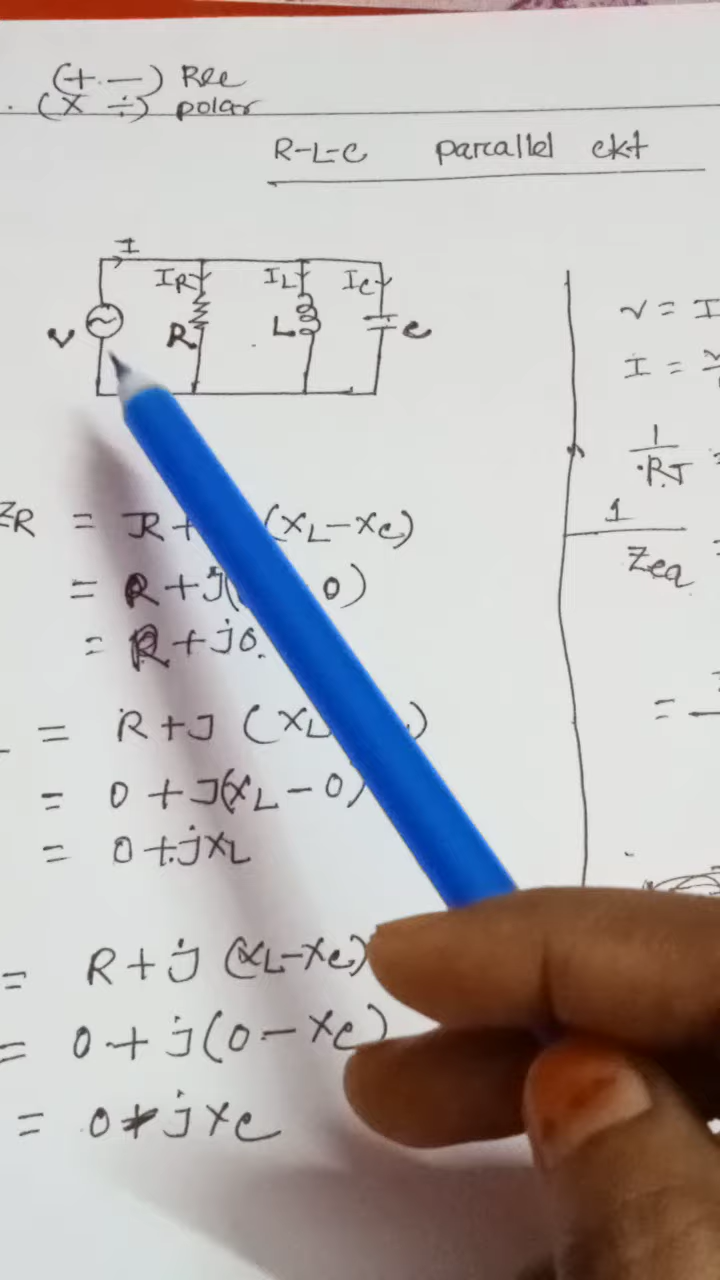 (+ -) Rec
(× ÷) polar
R-L-C parallel ckt
I
IR IL IC
V R L C
ZR = R+ (XL-XC)
= R+j( 0)
= R+j0.
= R+J (XL
= 0+J(XL-0)
= 0+jXL
= R+j (XL-XC)
= 0+j(0-XC)
= 0-jXC
V = I
I = V
1
RT =
1
Zeq =
=